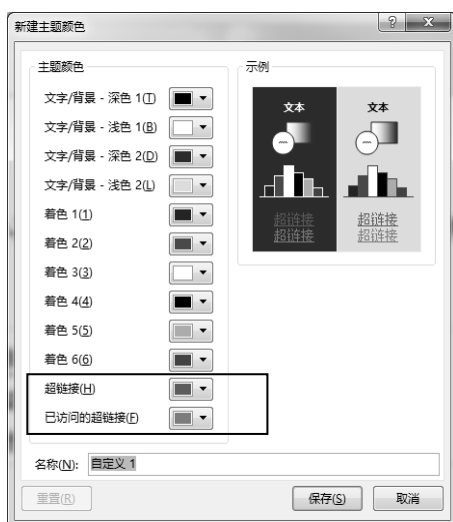 新建主题颜色
主题颜色
文字/背景 - 深色 1(T)
文字/背景 - 浅色 1(B)
文字/背景 - 深色 2(D)
文字/背景 - 浅色 2(L)
着色 1(1)
着色 2(2)
着色 3(3)
着色 4(4)
着色 5(5)
着色 6(6)
超链接(H)
已访问的超链接(F)
示例
文本 文本
超链接 超链接
超链接 超链接
名称(N): 自定义 1
重置(R) 保存(S) 取消